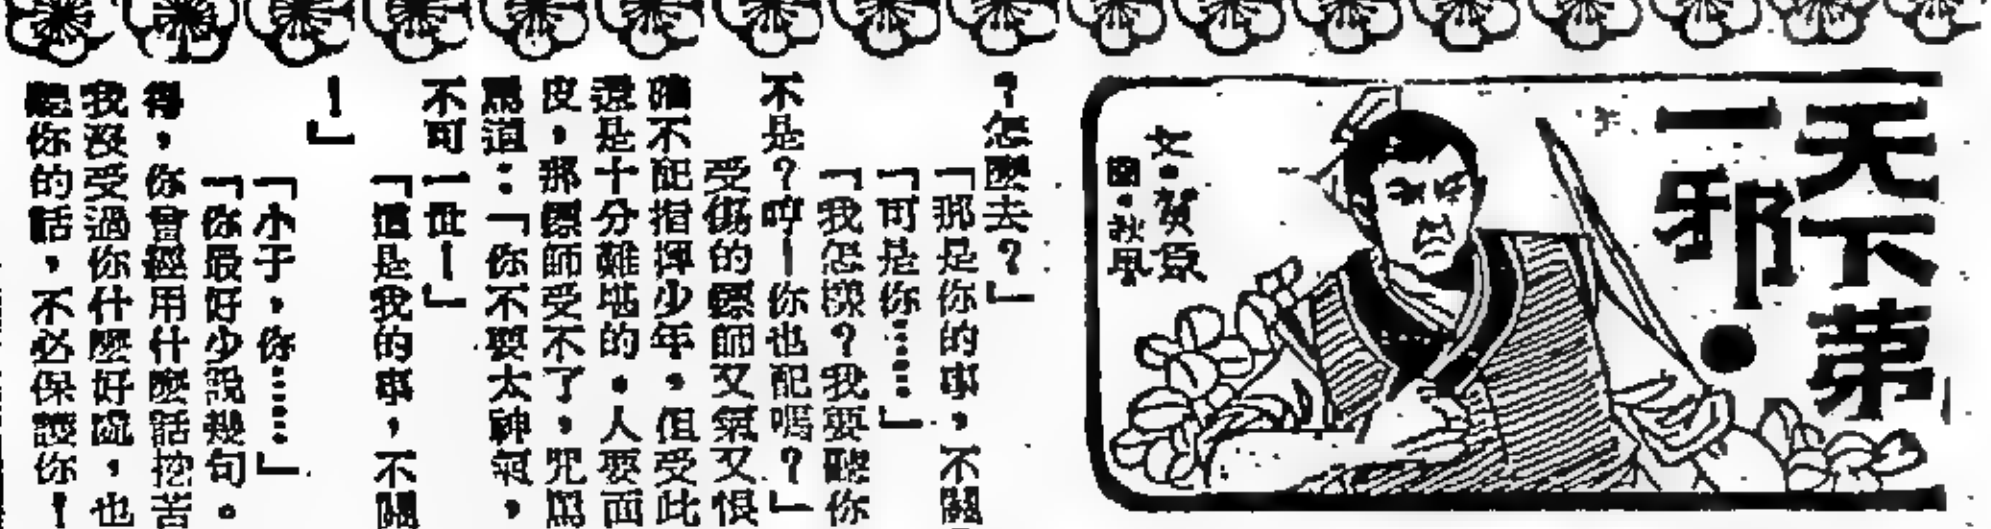 天下第
一邪・
文・賀原
圖・秋風
？怎麼去？」
「那是你的事，不關
「可是你……」
「我怎樣？我要聽你
不是？哼！你也配嗎？」
受傷的鏢師又氣又恨
不配指揮少年。但受此
還是十分難堪的。人要面
皮，那鏢師受不了，咒罵
罵道：「你不要太神氣，
不可一世！」
「這是我的事，不關
！」
「小于，你……」
「你最好少說幾句。
得，你會經用什麼話挖苦
我沒受過你什麼好處，也
聽你的話，不必保護你！